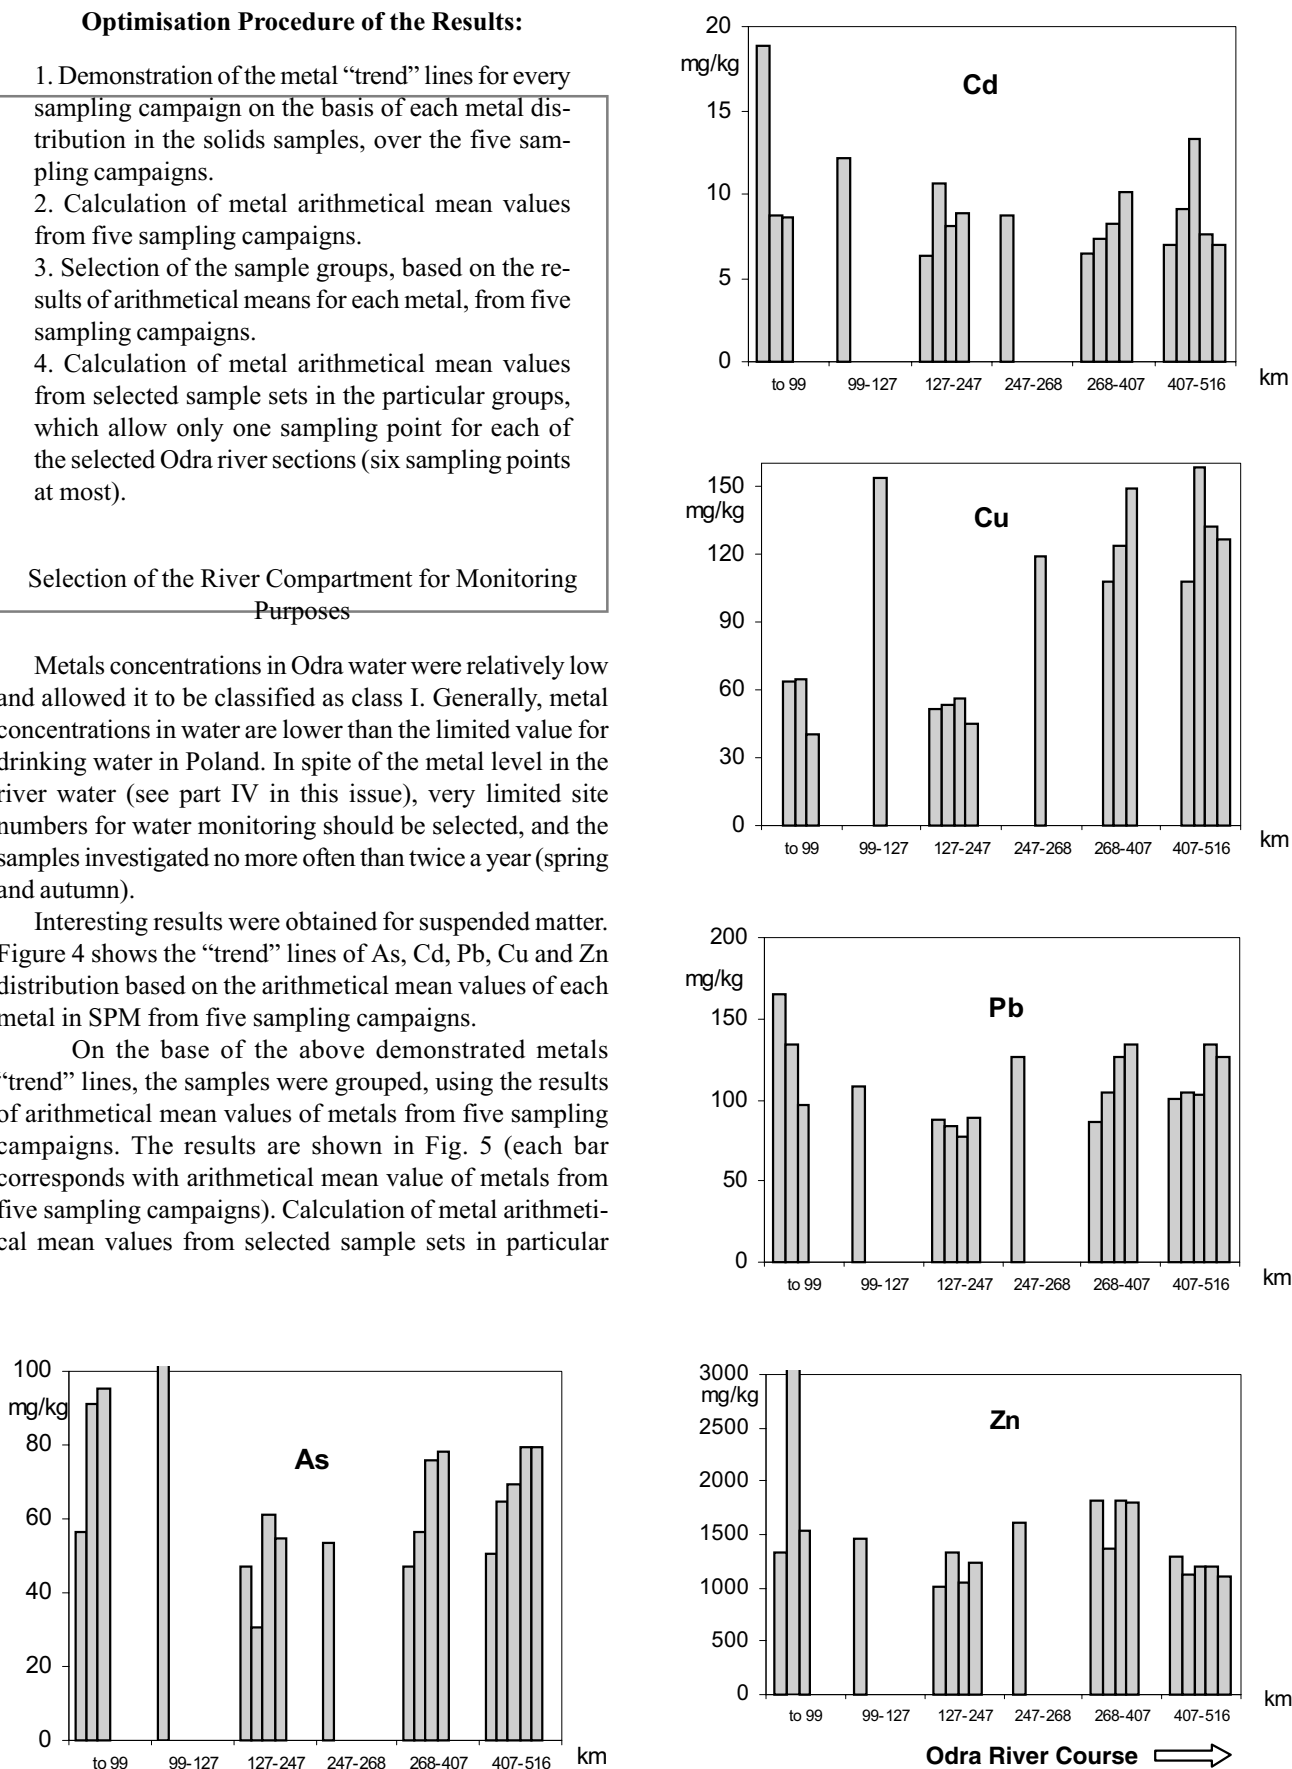 Optimisation Procedure of the Results:
1. Demonstration of the metal “trend” lines for every
sampling campaign on the basis of each metal dis-
tribution in the solids samples, over the five sam-
pling campaigns.
2. Calculation of metal arithmetical mean values
from five sampling campaigns.
3. Selection of the sample groups, based on the re-
sults of arithmetical means for each metal, from five
sampling campaigns.
4. Calculation of metal arithmetical mean values
from selected sample sets in the particular groups,
which allow only one sampling point for each of
the selected Odra river sections (six sampling points
at most).
Selection of the River Compartment for Monitoring
Purposes
Metals concentrations in Odra water were relatively low
and allowed it to be classified as class I. Generally, metal
concentrations in water are lower than the limited value for
drinking water in Poland. In spite of the metal level in the
river water (see part IV in this issue), very limited site
numbers for water monitoring should be selected, and the
samples investigated no more often than twice a year (spring
and autumn).
Interesting results were obtained for suspended matter.
Figure 4 shows the “trend” lines of As, Cd, Pb, Cu and Zn
distribution based on the arithmetical mean values of each
metal in SPM from five sampling campaigns.
On the base of the above demonstrated metals
“trend” lines, the samples were grouped, using the results
of arithmetical mean values of metals from five sampling
campaigns. The results are shown in Fig. 5 (each bar
corresponds with arithmetical mean value of metals from
five sampling campaigns). Calculation of metal arithmeti-
cal mean values from selected sample sets in particular
100
mg/kg
80
As
60
40
20
0
to 99 99-127 127-247 247-268 268-407 407-516 km
20
mg/kg
Cd
15
10
5
0
to 99 99-127 127-247 247-268 268-407 407-516 km
150
mg/kg
Cu
120
90
60
30
0
to 99 99-127 127-247 247-268 268-407 407-516 km
200
mg/kg
Pb
150
100
50
0
to 99 99-127 127-247 247-268 268-407 407-516 km
3000
mg/kg
Zn
2500
2000
1500
1000
500
0
to 99 99-127 127-247 247-268 268-407 407-516 km
Odra River Course